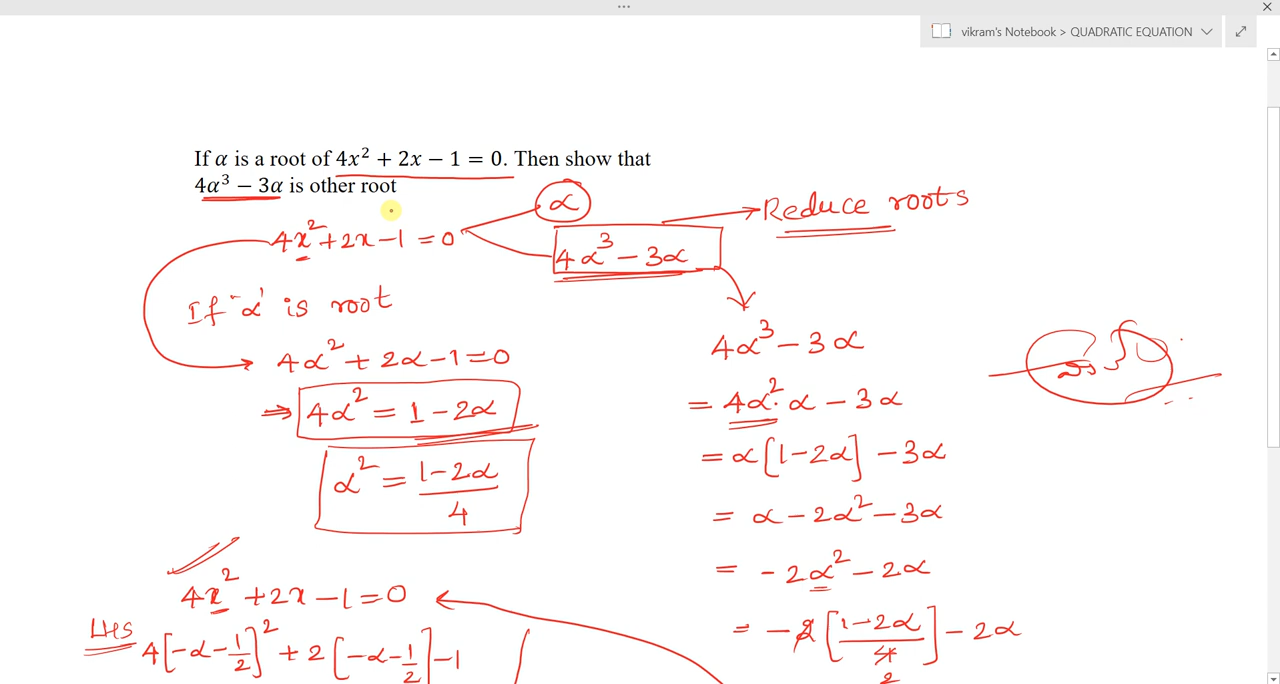 vikram's Notebook > QUADRATIC EQUATION
If α is a root of 4x² + 2x − 1 = 0. Then show that
4α³ − 3α is other root
α
Reduce roots
4x²+2x−1=0
4α³ − 3α
If 'α' is root
4α³ − 3α
4α² + 2α −1 = 0
= 4α²·α − 3α
⇒ 4α² = 1 − 2α
= α[1−2α] − 3α
α² = (1−2α)/4
= α − 2α² − 3α
= − 2α² − 2α
4x² + 2x − 1 = 0
= −2[(1−2α)/4] − 2α
2
LHS
4[−α − 1/2]² + 2[−α − 1/2] − 1